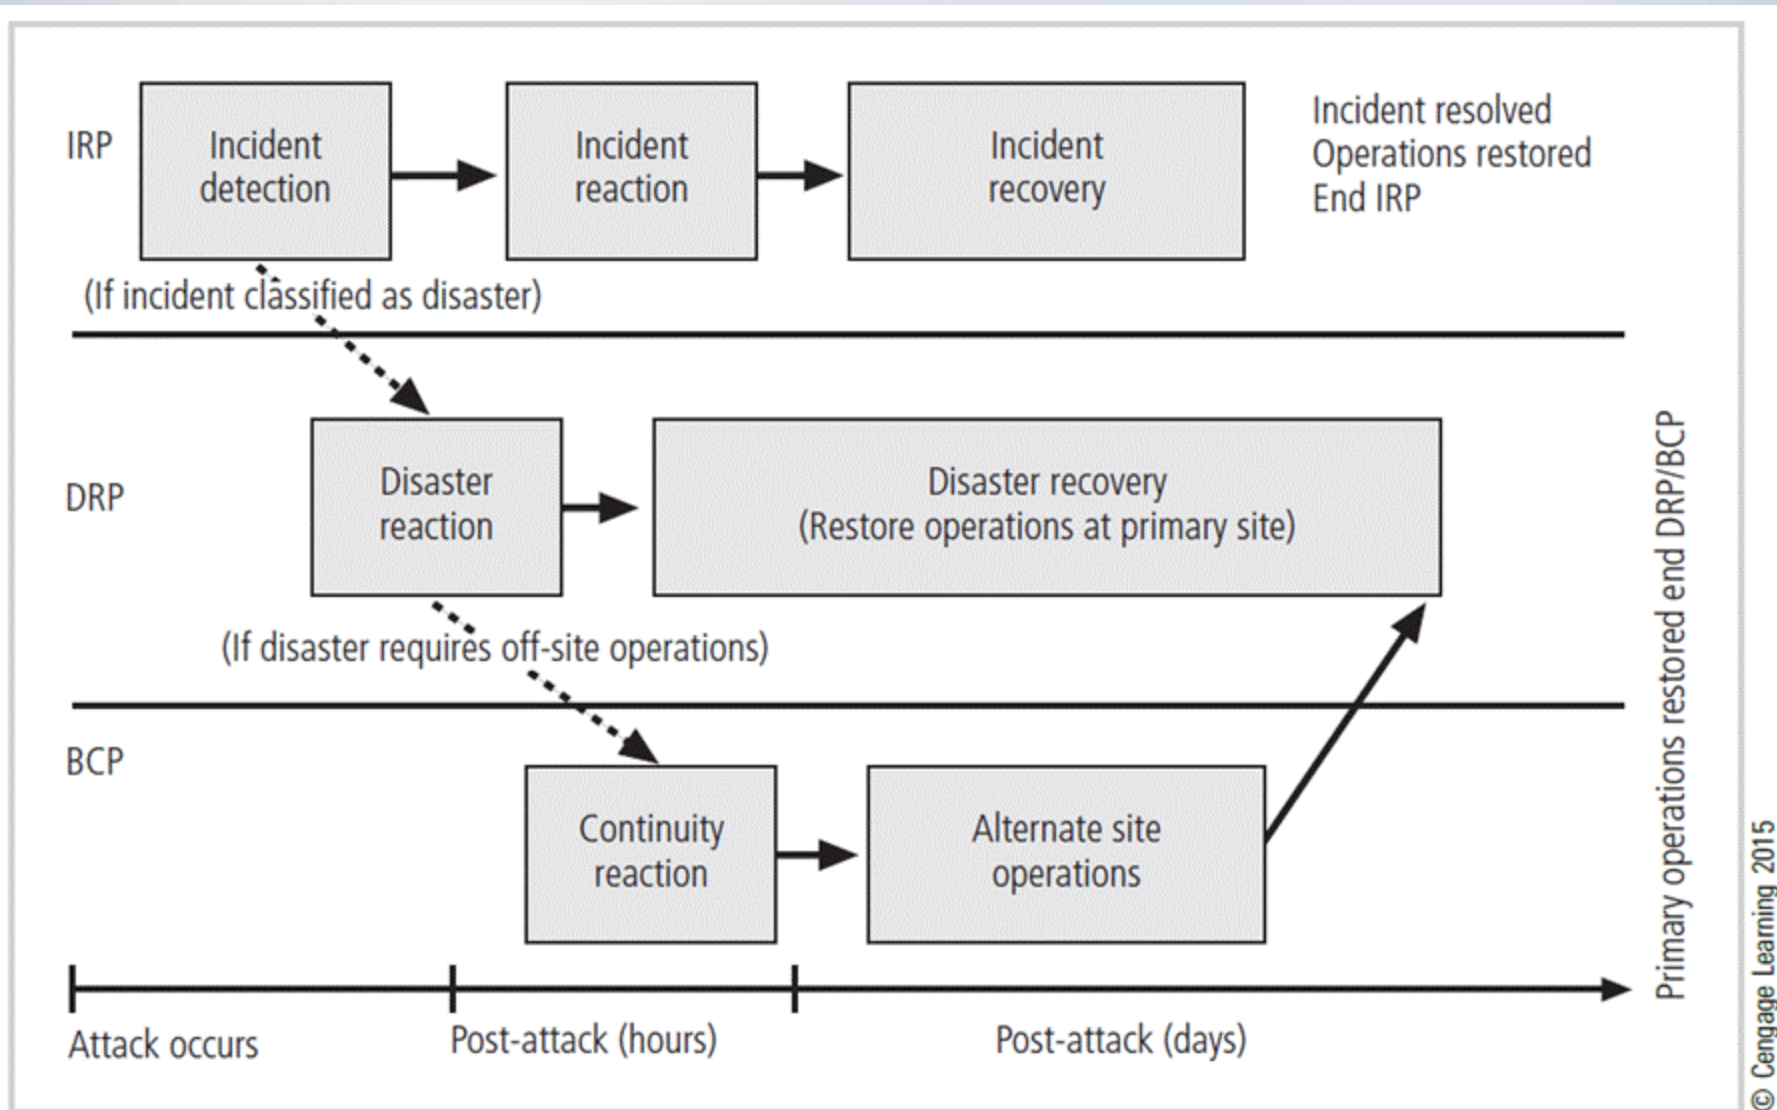 IRP
Incident
detection
Incident
reaction
Incident
recovery
Incident resolved
Operations restored
End IRP
(If incident classified as disaster)
DRP
Disaster
reaction
Disaster recovery
(Restore operations at primary site)
(If disaster requires off-site operations)
BCP
Continuity
reaction
Alternate site
operations
Attack occurs
Post-attack (hours)
Post-attack (days)
Primary operations restored end DRP/BCP
© Cengage Learning 2015